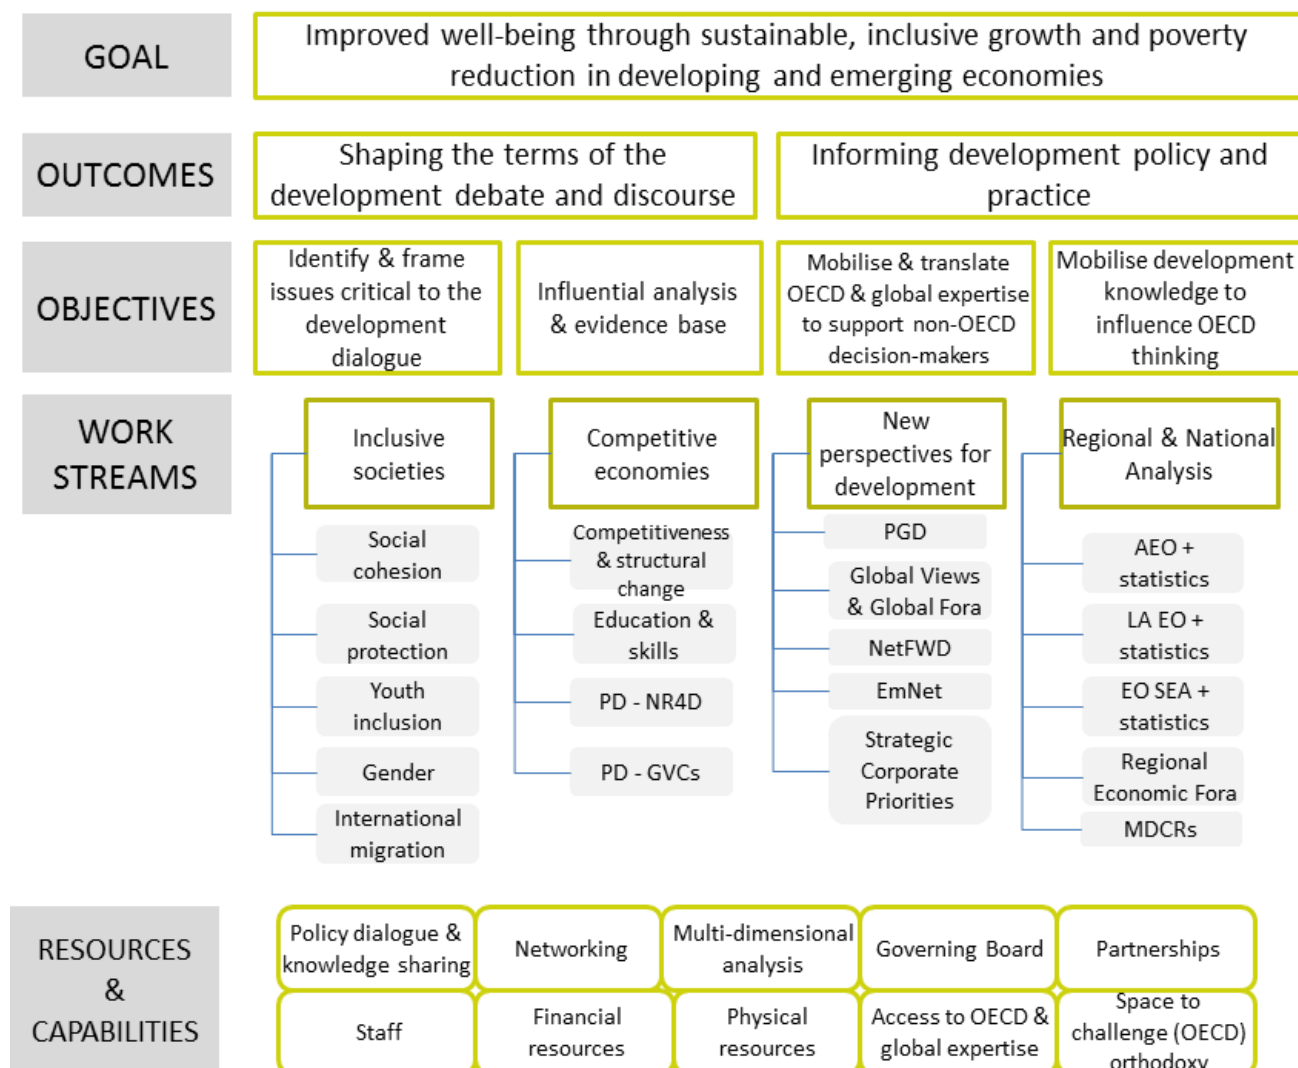 GOAL
Improved well-being through sustainable, inclusive growth and poverty
reduction in developing and emerging economies
OUTCOMES
Shaping the terms of the
development debate and discourse
Informing development policy and
practice
OBJECTIVES
Identify & frame
issues critical to the
development
dialogue
Influential analysis
& evidence base
Mobilise & translate
OECD & global expertise
to support non-OECD
decision-makers
Mobilise development
knowledge to
influence OECD
thinking
WORK
STREAMS
Inclusive
societies
Social
cohesion
Social
protection
Youth
inclusion
Gender
International
migration
Competitive
economies
Competitiveness
& structural
change
Education &
skills
PD - NR4D
PD - GVCs
New
perspectives for
development
PGD
Global Views
& Global Fora
NetFWD
EmNet
Strategic
Corporate
Priorities
Regional & National
Analysis
AEO +
statistics
LA EO +
statistics
EO SEA +
statistics
Regional
Economic Fora
MDCRs
RESOURCES
&
CAPABILITIES
Policy dialogue &
knowledge sharing
Networking
Multi-dimensional
analysis
Governing Board
Partnerships
Staff
Financial
resources
Physical
resources
Access to OECD &
global expertise
Space to
challenge (OECD)
orthodoxy